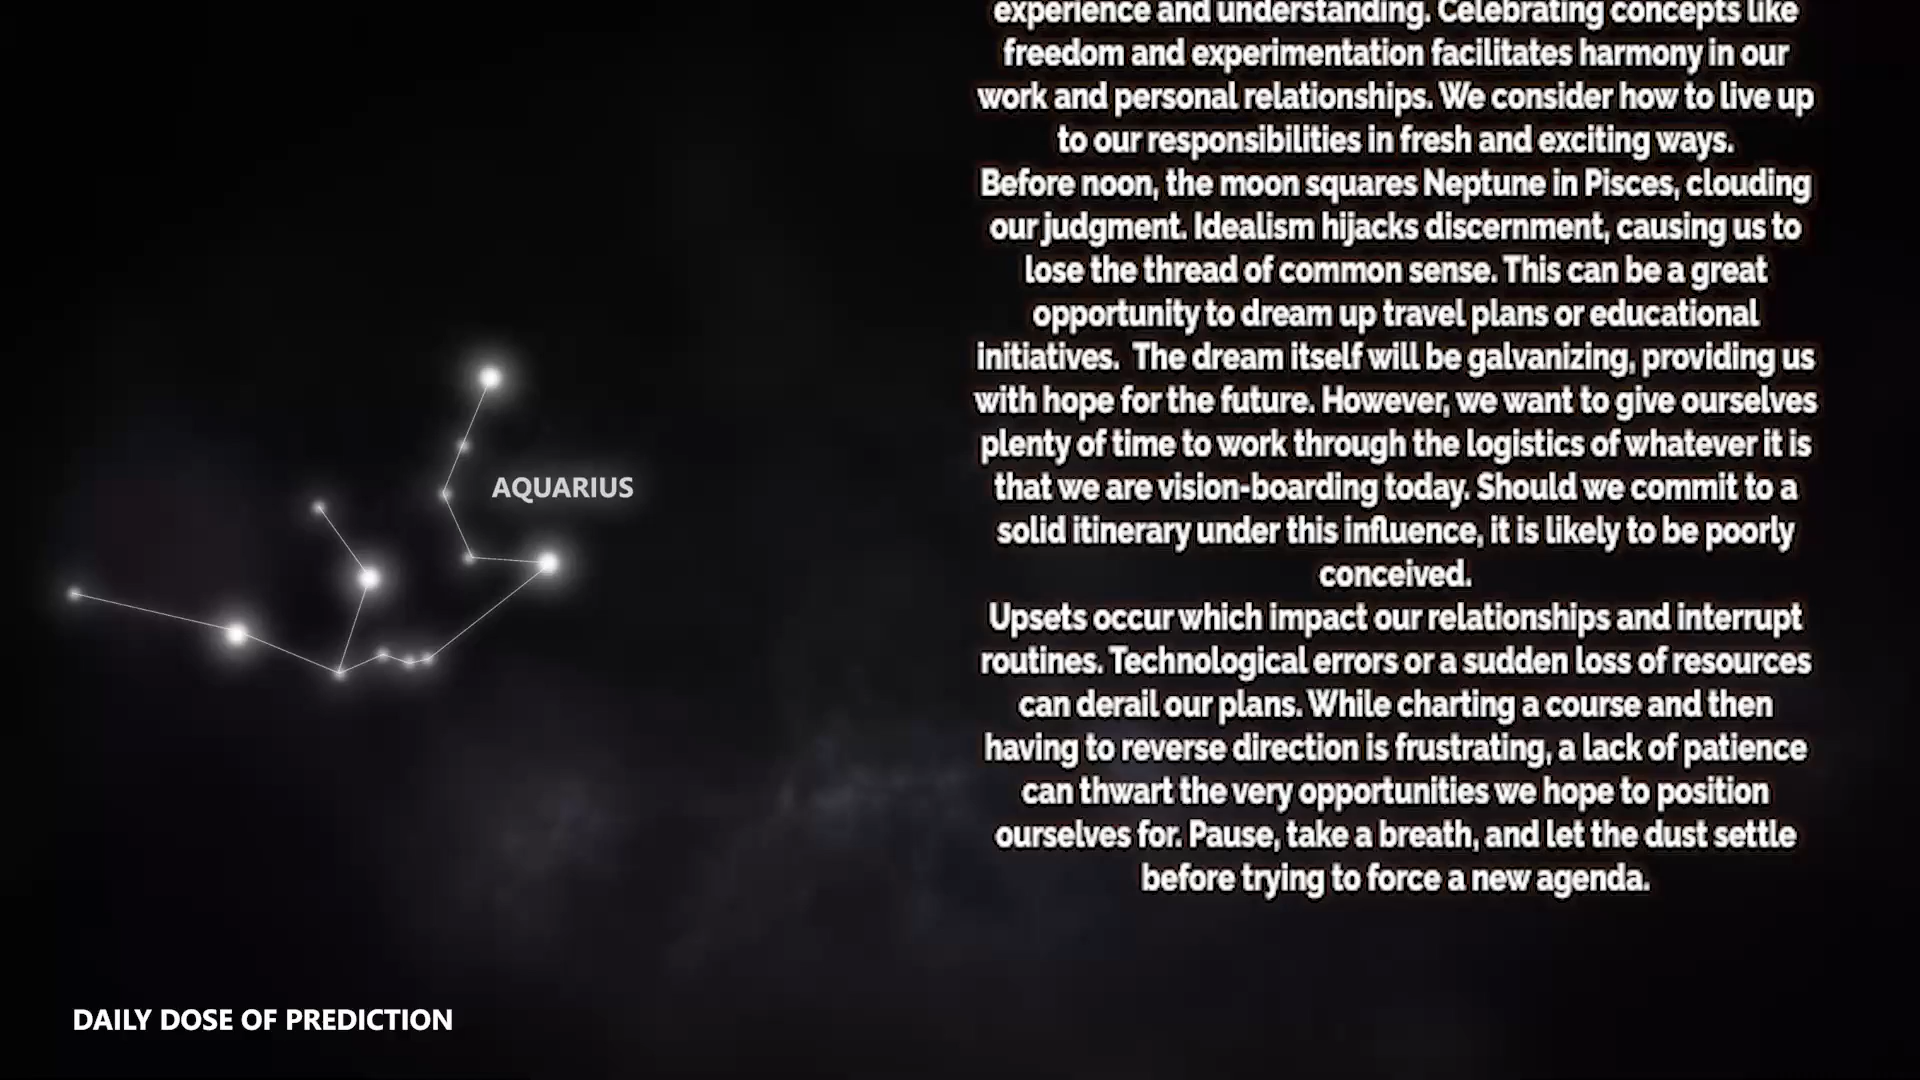 experience and understanding. Celebrating concepts like
freedom and experimentation facilitates harmony in our
work and personal relationships. We consider how to live up
to our responsibilities in fresh and exciting ways.
Before noon, the moon squares Neptune in Pisces, clouding
our judgment. Idealism hijacks discernment, causing us to
lose the thread of common sense. This can be a great
opportunity to dream up travel plans or educational
initiatives.  The dream itself will be galvanizing, providing us
with hope for the future. However, we want to give ourselves
plenty of time to work through the logistics of whatever it is
that we are vision-boarding today. Should we commit to a
solid itinerary under this influence, it is likely to be poorly
conceived.
Upsets occur which impact our relationships and interrupt
routines. Technological errors or a sudden loss of resources
can derail our plans. While charting a course and then
having to reverse direction is frustrating, a lack of patience
can thwart the very opportunities we hope to position
ourselves for. Pause, take a breath, and let the dust settle
before trying to force a new agenda.
AQUARIUS
DAILY DOSE OF PREDICTION